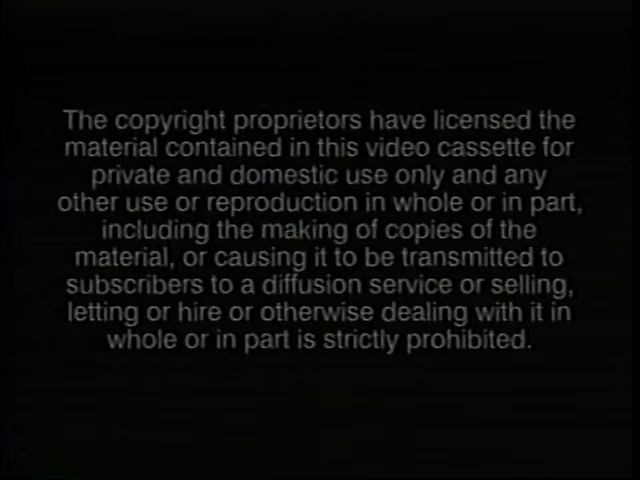 The copyright proprietors have licensed the
material contained in this video cassette for
private and domestic use only and any
other use or reproduction in whole or in part,
including the making of copies of the
material, or causing it to be transmitted to
subscribers to a diffusion service or selling,
letting or hire or otherwise dealing with it in
whole or in part is strictly prohibited.